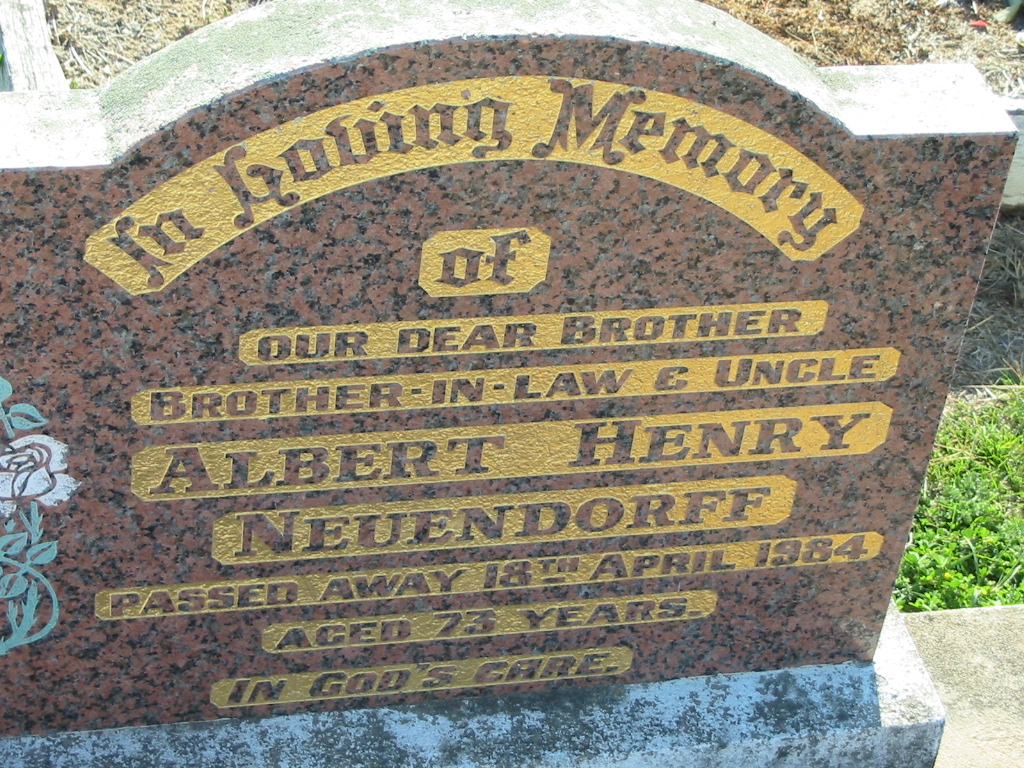 In Loving Memory
of
OUR DEAR BROTHER
BROTHER-IN-LAW & UNCLE
ALBERT HENRY
NEUENDORFF
PASSED AWAY 18TH APRIL 1984
AGED 73 YEARS.
IN GOD'S CARE.